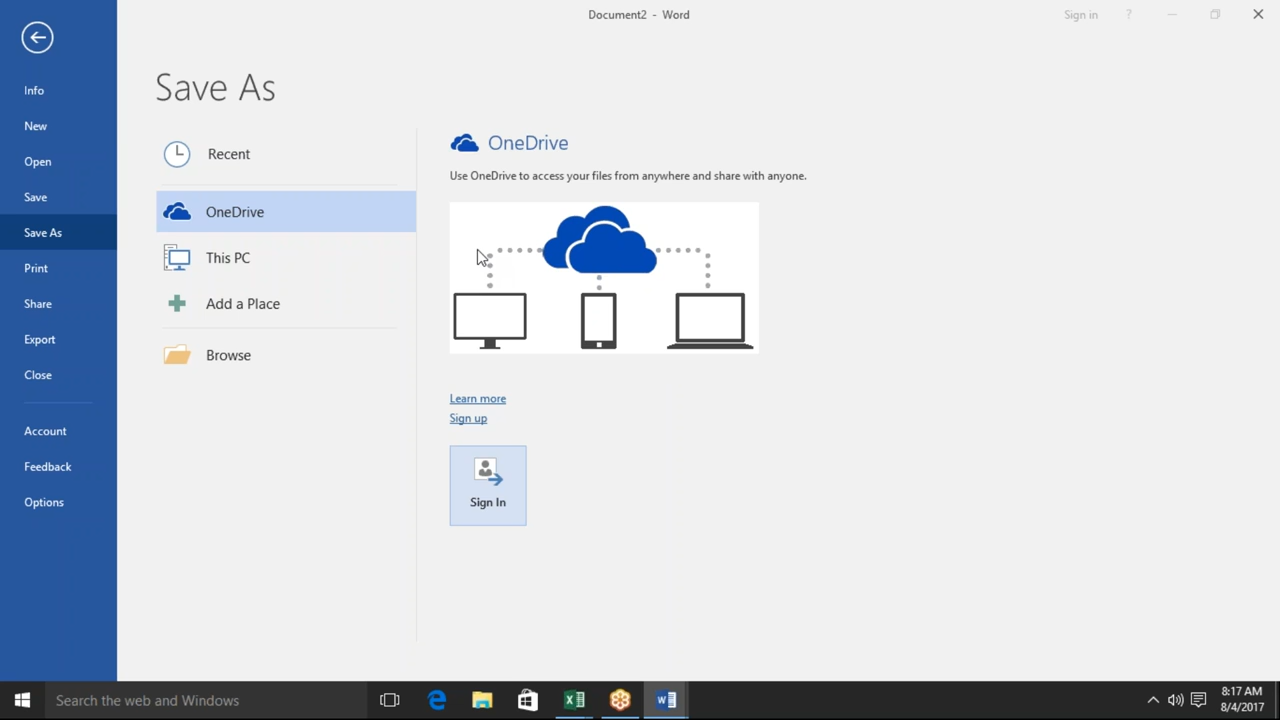 Document2 - Word
Sign in
?
Info
New
Open
Save
Save As
Print
Share
Export
Close
Account
Feedback
Options
Save As
Recent
OneDrive
This PC
Add a Place
Browse
OneDrive
Use OneDrive to access your files from anywhere and share with anyone.
Learn more
Sign up
Sign In
Search the web and Windows
8:17 AM
8/4/2017